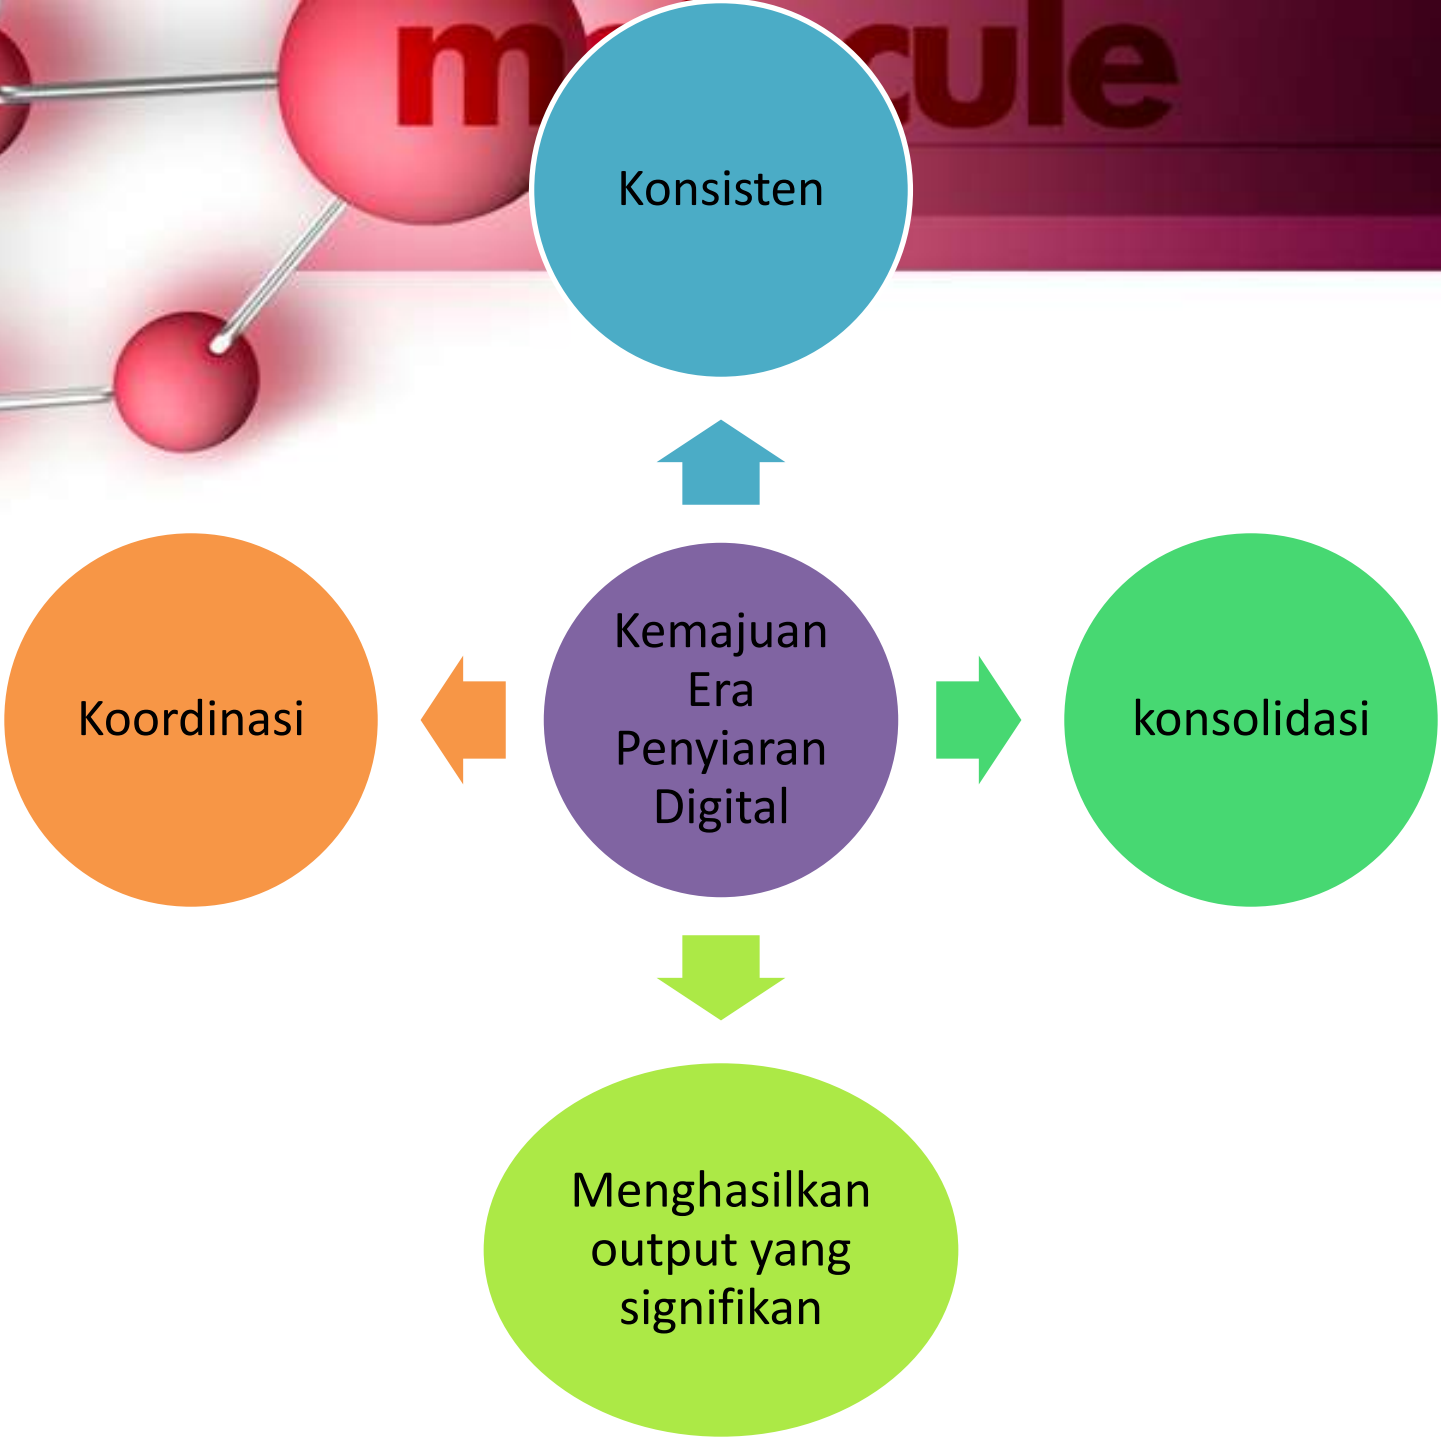 Konsisten
Koordinasi
Kemajuan
Era
Penyiaran
Digital
konsolidasi
Menghasilkan
output yang
signifikan